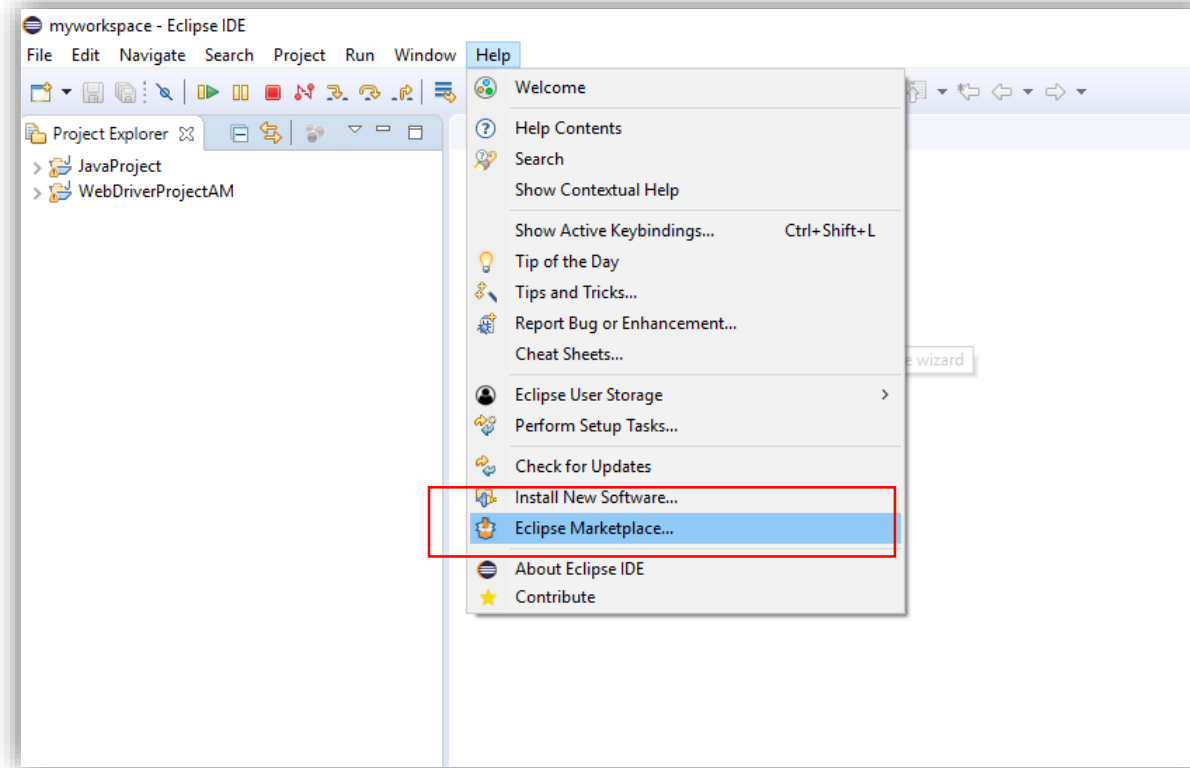 myworkspace - Eclipse IDE
File Edit Navigate Search Project Run Window Help
Project Explorer
JavaProject
WebDriverProjectAM
Welcome
Help Contents
Search
Show Contextual Help
Show Active Keybindings... Ctrl+Shift+L
Tip of the Day
Tips and Tricks...
Report Bug or Enhancement...
Cheat Sheets...
e wizard
Eclipse User Storage
Perform Setup Tasks...
Check for Updates
Install New Software...
Eclipse Marketplace...
About Eclipse IDE
Contribute